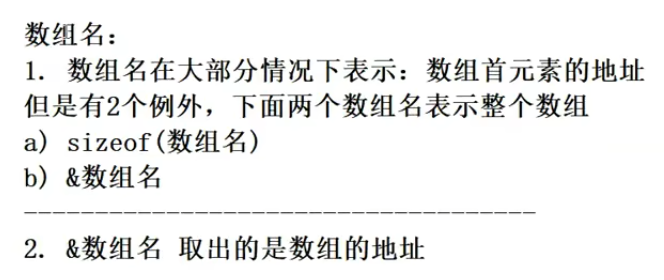 数组名：
1. 数组名在大部分情况下表示：数组首元素的地址
但是有2个例外，下面两个数组名表示整个数组
a) sizeof(数组名)
b) &数组名
------------------------------------
2. &数组名 取出的是数组的地址